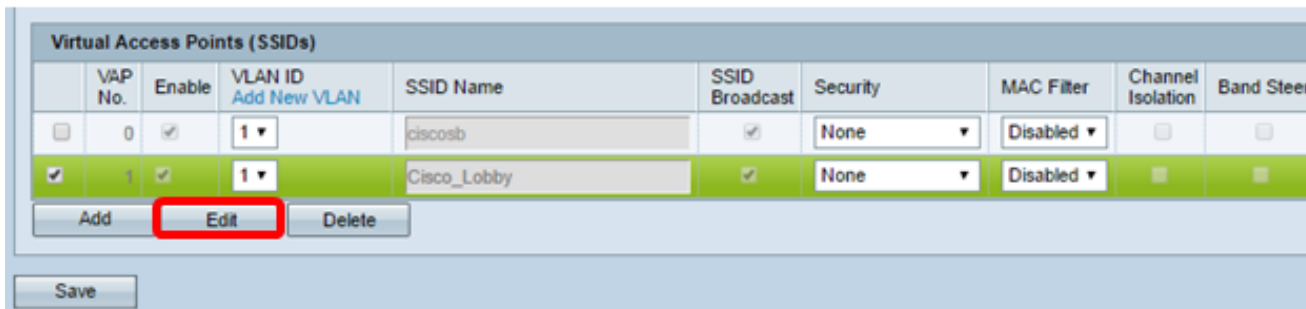 Virtual Access Points (SSIDs)
VAP No. Enable VLAN ID Add New VLAN SSID Name SSID Broadcast Security MAC Filter Channel Isolation Band Steer
0 1 ciscosb None Disabled
1 1 Cisco_Lobby None Disabled
Add Edit Delete
Save